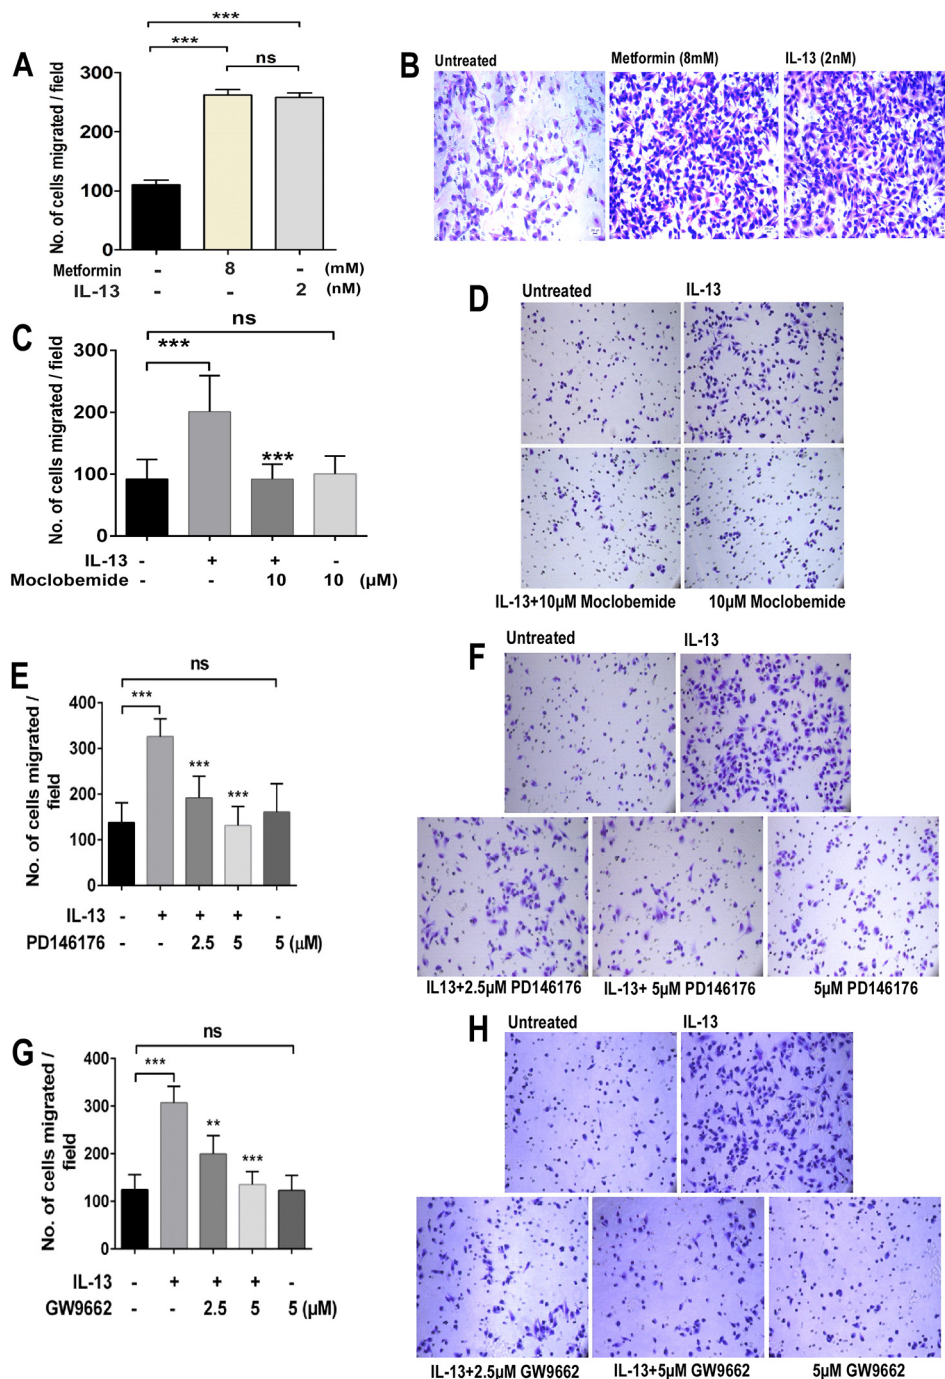 A
***
***
ns
No. of cells migrated / field
300
200
100
0
Metformin - 8 - (mM)
IL-13 - - 2 (nM)
B
Untreated
Metformin (8mM)
IL-13 (2nM)
C
ns
***
***
No. of cells migrated / field
300
200
100
0
IL-13 - + + -
Moclobemide - - 10 10 (µM)
D
Untreated
IL-13
IL-13+10µM Moclobemide
10µM Moclobemide
E
ns
***
***
***
No. of cells migrated /
field
400
300
200
100
0
IL-13 - + + + -
PD146176 - - 2.5 5 5 (µM)
F
Untreated
IL-13
IL13+2.5µM PD146176
IL-13+ 5µM PD146176
5µM PD146176
G
ns
***
**
***
No. of cells migrated /
field
400
300
200
100
0
IL-13 - + + + -
GW9662 - - 2.5 5 5 (µM)
H
Untreated
IL-13
IL-13+2.5µM GW9662
IL-13+5µM GW9662
5µM GW9662